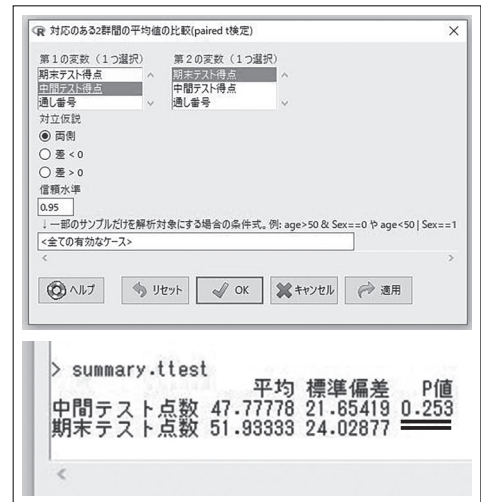 対応のある2群間の平均値の比較(paired t検定)
第1の変数（1つ選択） 第2の変数（1つ選択）
期末テスト得点 期末テスト得点
中間テスト得点 中間テスト得点
通し番号 通し番号
対立仮説
両側
差 < 0
差 > 0
信頼水準
0.95
↓一部のサンプルだけを解析対象にする場合の条件式。例: age>50 & Sex==0 や age<50 | Sex==1
<全ての有効なケース>
ヘルプ リセット OK キャンセル 適用
> summary.ttest
平均 標準偏差 P値
中間テスト点数 47.77778 21.65419 0.253
期末テスト点数 51.93333 24.02877